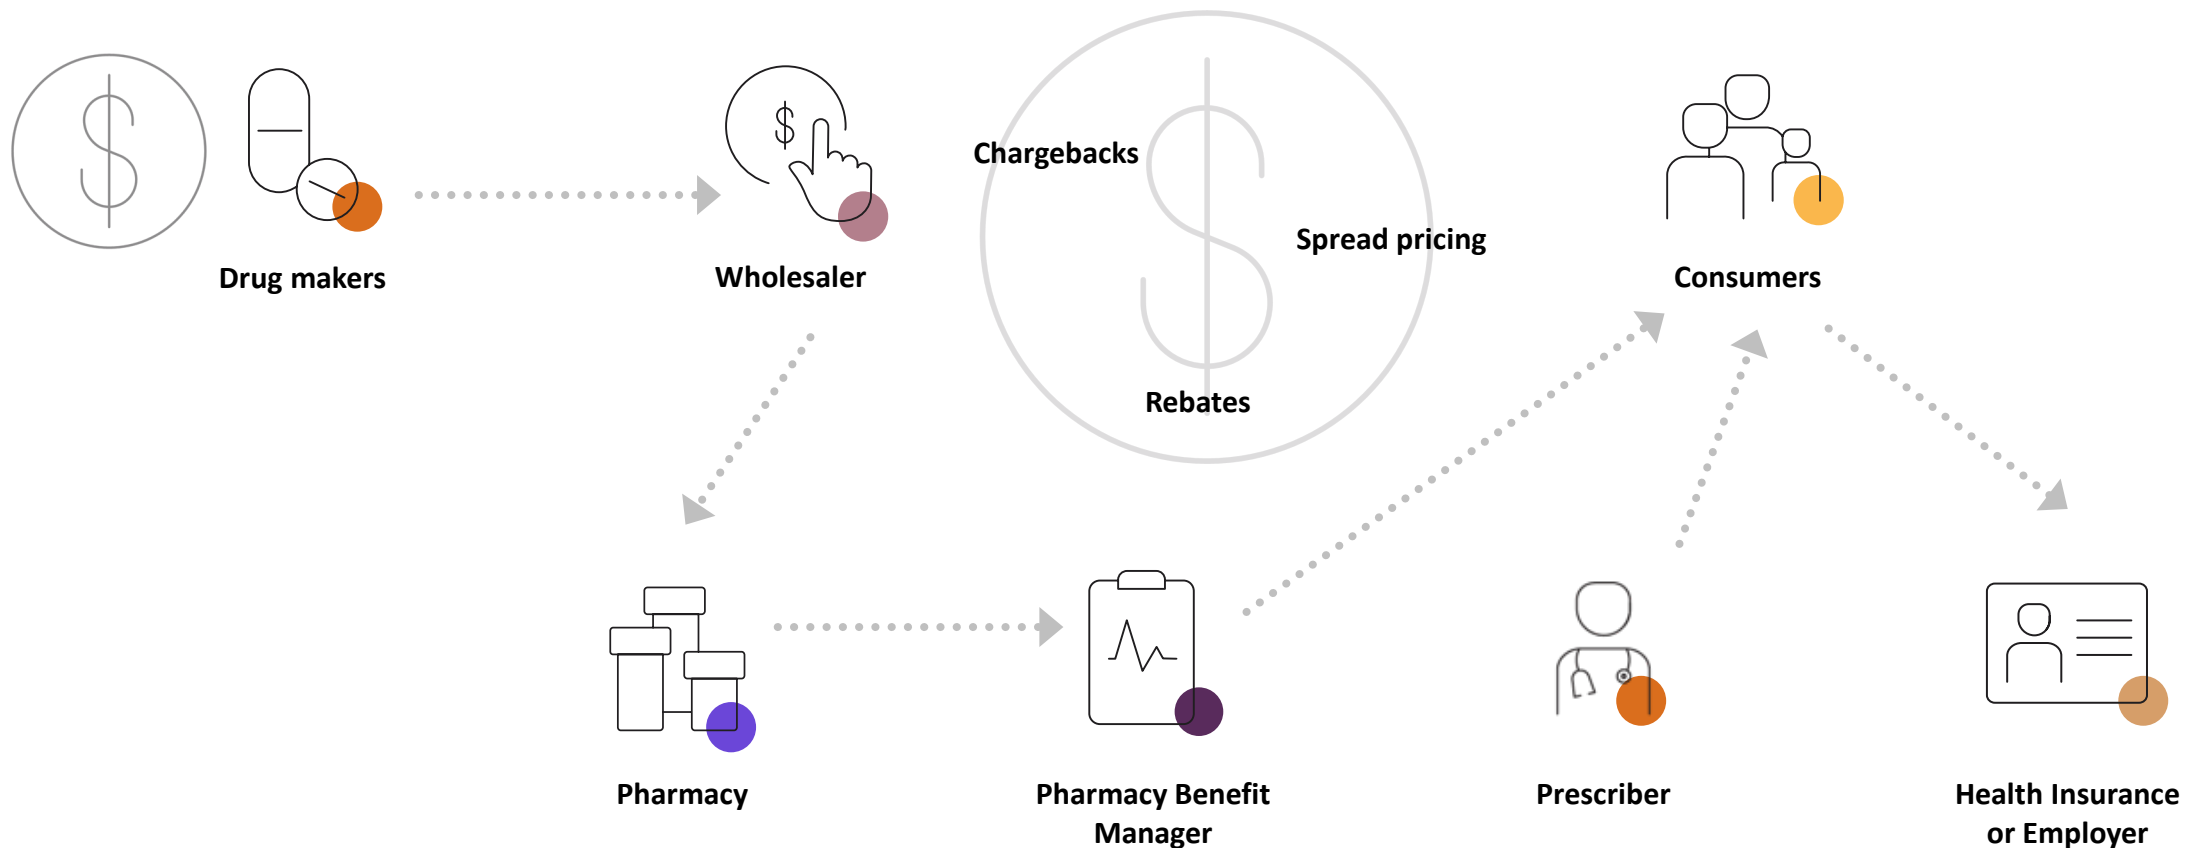 Chargebacks
Spread pricing
Drug makers
Wholesaler
Consumers
Rebates
Pharmacy
Pharmacy Benefit
Manager
Prescriber
Health Insurance
or Employer